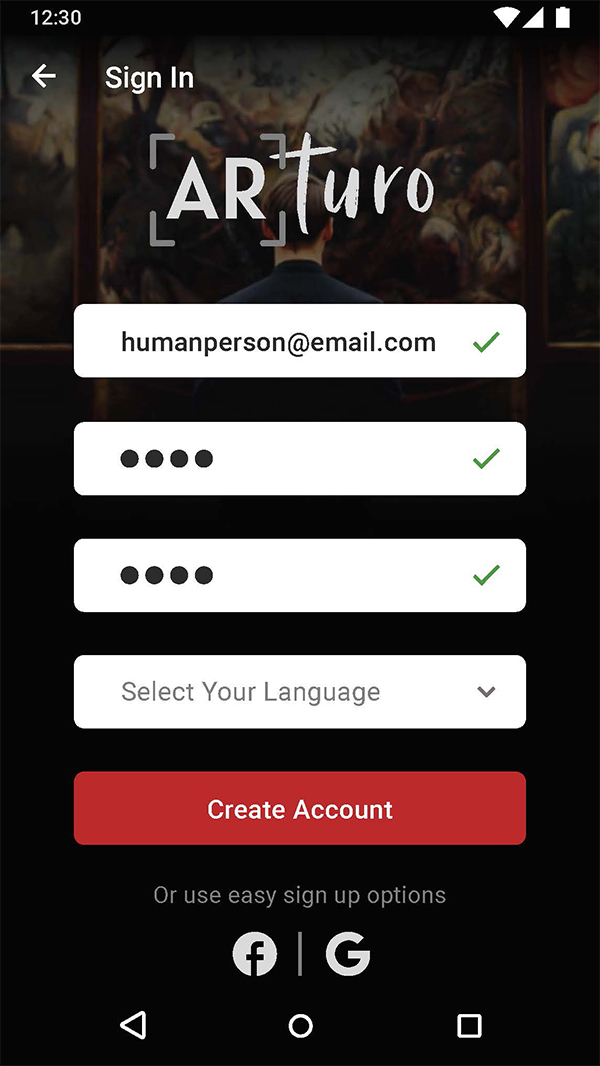 12:30
Sign In
ARturo
humanperson@email.com
Select Your Language
Create Account
Or use easy sign up options